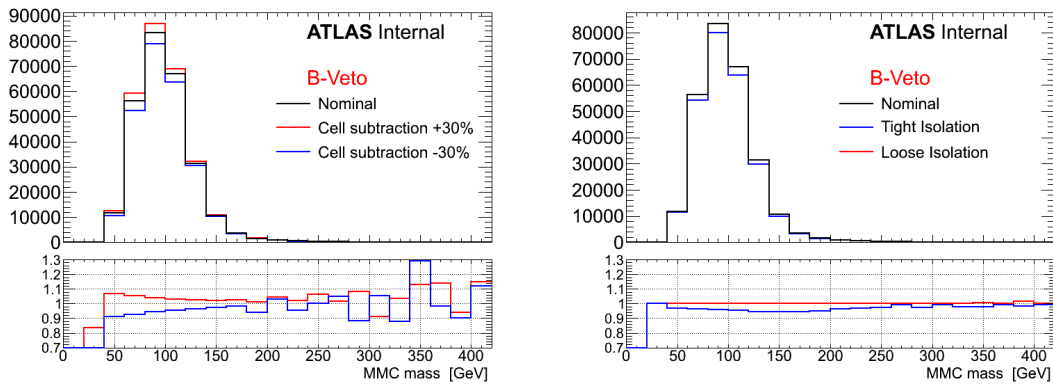 90000
80000
70000
60000
50000
40000
30000
20000
10000
0
ATLAS Internal
B-Veto
Nominal
Cell subtraction +30%
Cell subtraction -30%
1.3
1.2
1.1
1
0.9
0.8
0.7
0 50 100 150 200 250 300 350 400
MMC mass [GeV]
80000
70000
60000
50000
40000
30000
20000
10000
0
ATLAS Internal
B-Veto
Nominal
Tight Isolation
Loose Isolation
1.3
1.2
1.1
1
0.9
0.8
0.7
0 50 100 150 200 250 300 350 400
MMC mass [GeV]